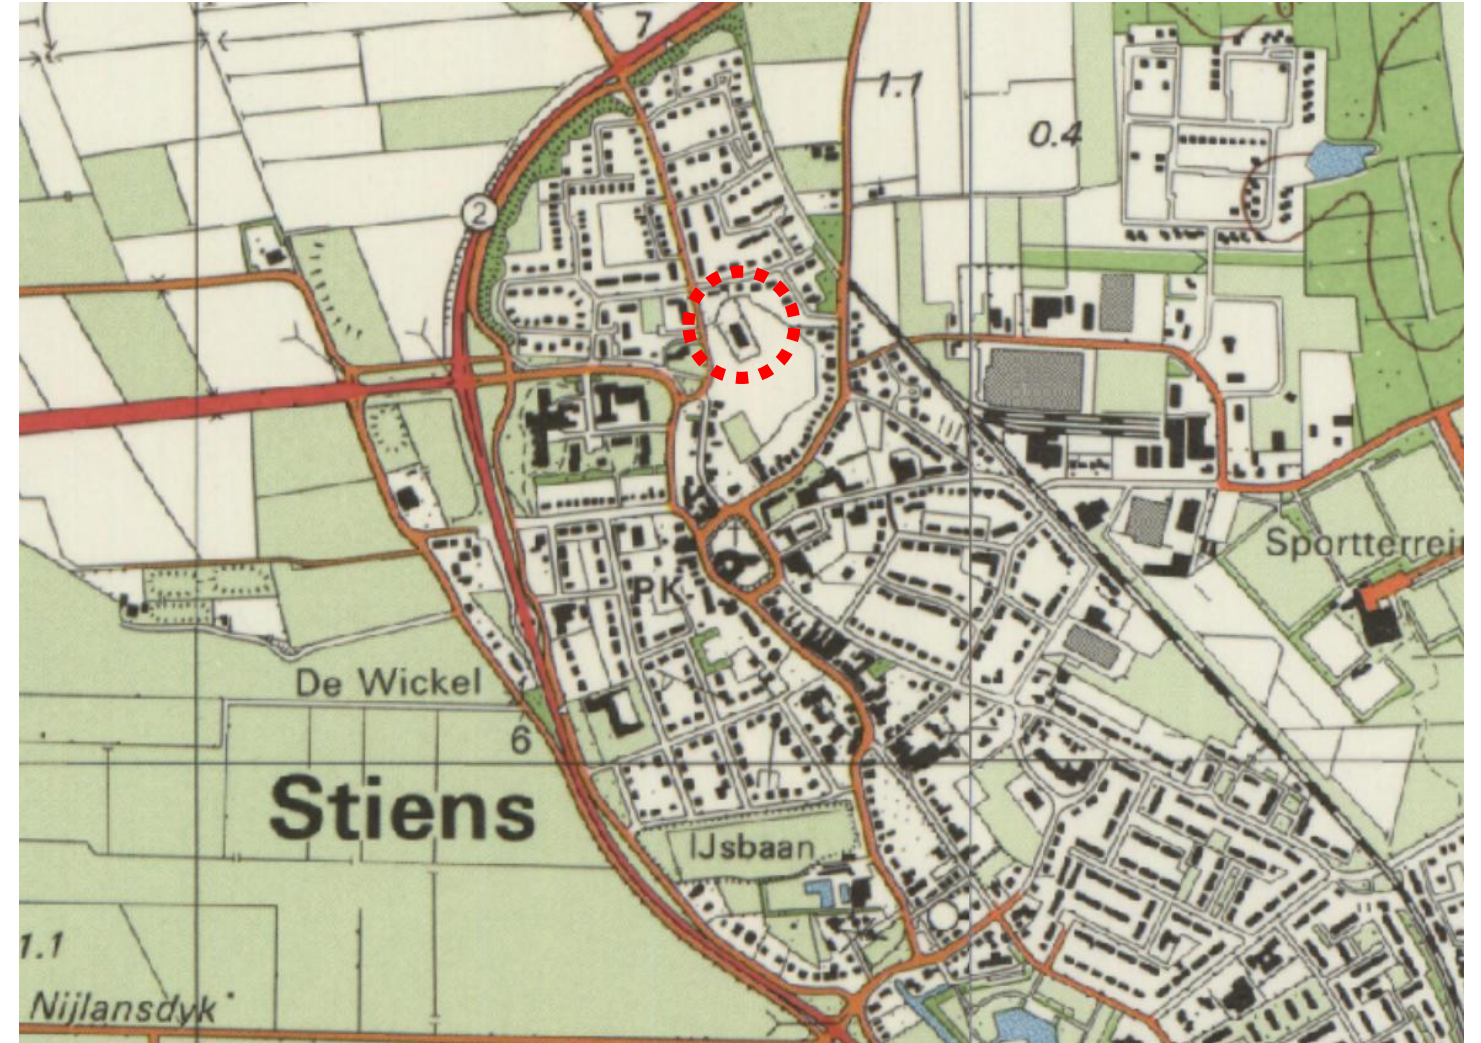 7
1.1
0.4
2
Sportterrei
PK
De Wickel
6
Stiens
IJsbaan
1.1
Nijlansdyk